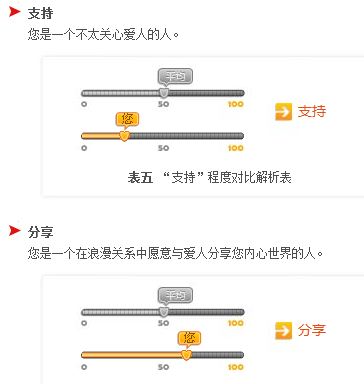 支持
您是一个不太关心爱人的人。
平均
0 50 100
支持
您
0 50 100
表五 “支持”程度对比解析表
分享
您是一个在浪漫关系中愿意与爱人分享您内心世界的人。
平均
0 50 100
分享
您
0 50 100